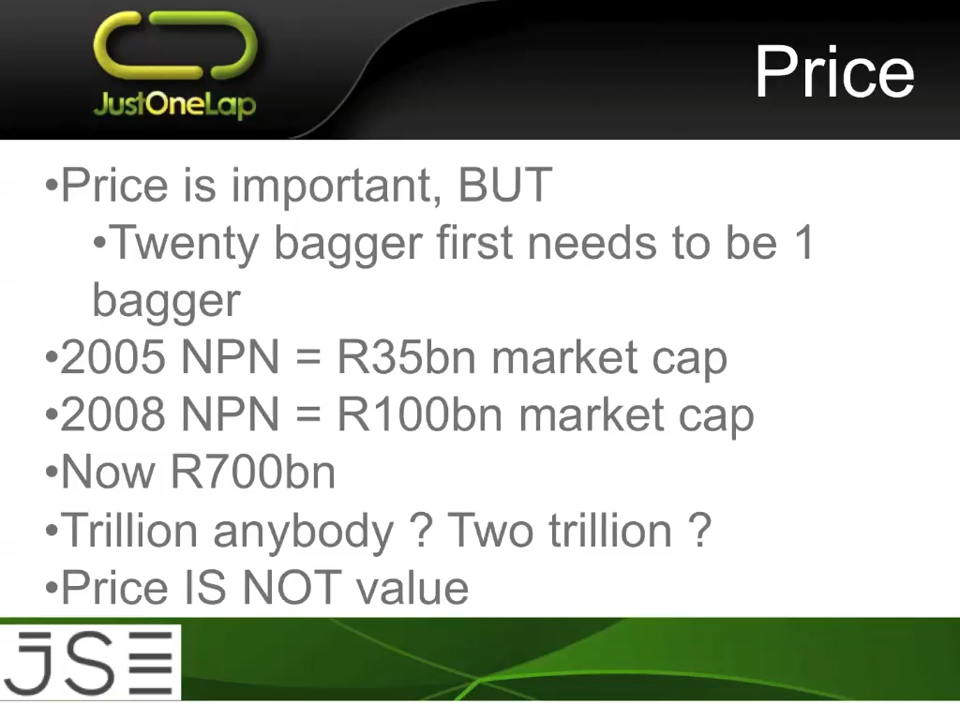 JustOneLap
Price
•Price is important, BUT
•Twenty bagger first needs to be 1
bagger
•2005 NPN = R35bn market cap
•2008 NPN = R100bn market cap
•Now R700bn
•Trillion anybody ? Two trillion ?
•Price IS NOT value
JSE